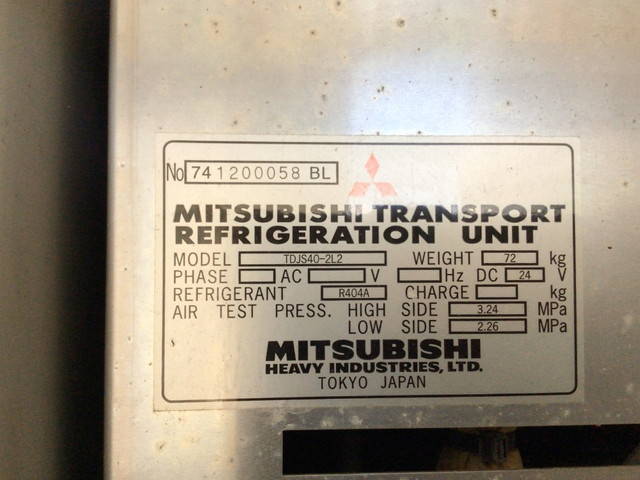 No 741200058 BL
MITSUBISHI TRANSPORT
REFRIGERATION UNIT
MODEL TDJS40-2L2 WEIGHT 72 kg
PHASE AC V Hz DC 24 V
REFRIGERANT R404A CHARGE kg
AIR TEST PRESS. HIGH SIDE 3.24 MPa
LOW SIDE 2.26 MPa
MITSUBISHI
HEAVY INDUSTRIES, LTD.
TOKYO JAPAN